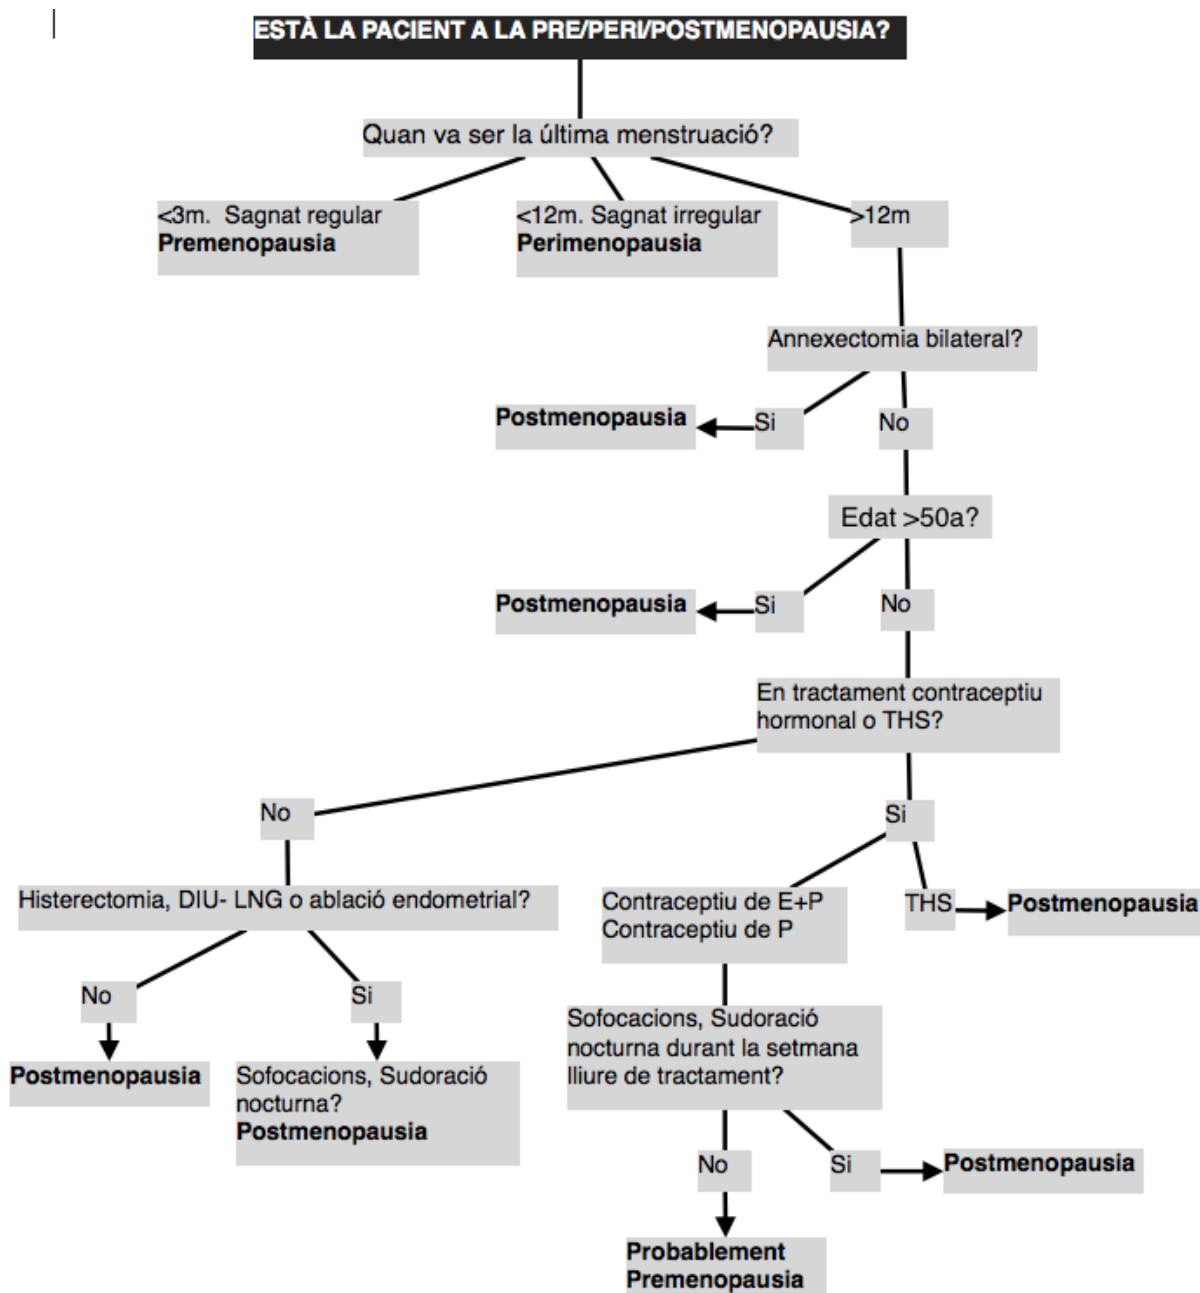 ESTÀ LA PACIENT A LA PRE/PERI/POSTMENOPAUSIA?
Quan va ser la última menstruació?
<3m. Sagnat regular
Premenopausia
<12m. Sagnat irregular
Perimenopausia
>12m
Annexectomia bilateral?
Postmenopausia
Si
No
Edat >50a?
Postmenopausia
Si
No
En tractament contraceptiu
hormonal o THS?
No
Si
Histerectomia, DIU- LNG o ablació endometrial?
Contraceptiu de E+P
Contraceptiu de P
THS
Postmenopausia
No
Si
Sofocacions, Sudoració
nocturna durant la setmana
lliure de tractament?
Postmenopausia
Sofocacions, Sudoració
nocturna?
Postmenopausia
No
Si
Postmenopausia
Probablement
Premenopausia